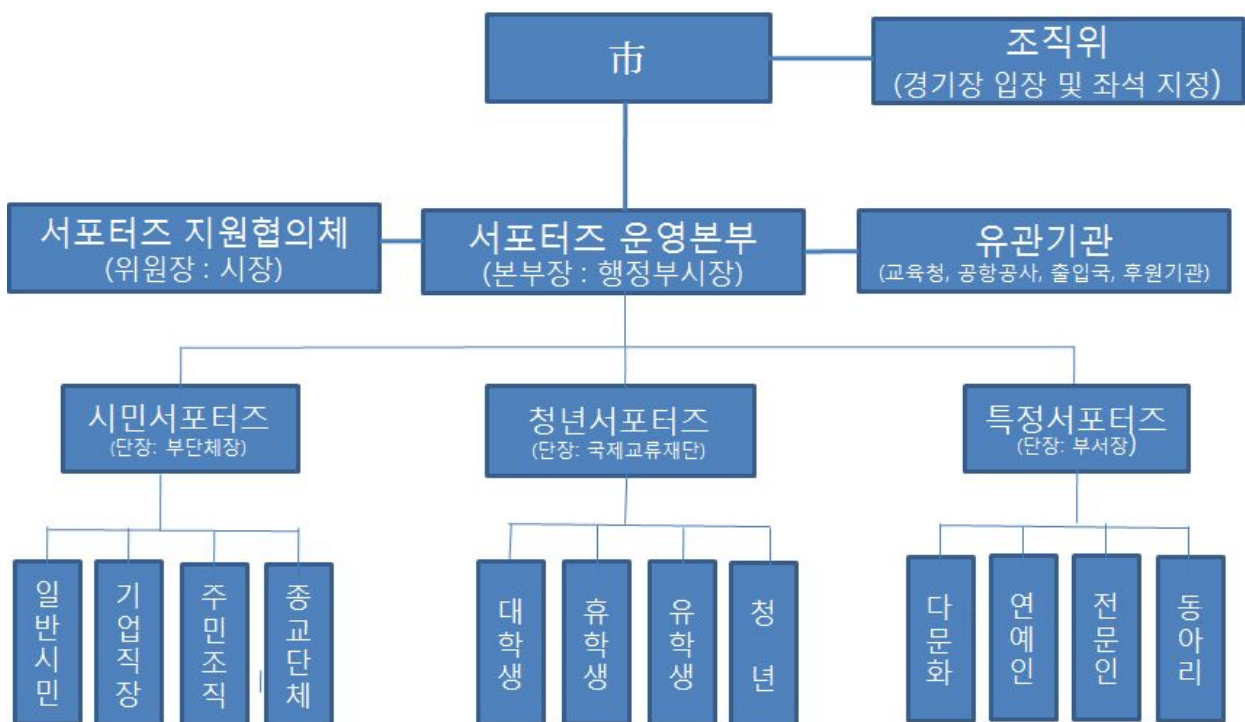 市
조직위
(경기장 입장 및 좌석 지정)
서포터즈 지원협의체
(위원장 : 시장)
서포터즈 운영본부
(본부장 : 행정부시장)
유관기관
(교육청, 공항공사, 출입국, 후원기관)
시민서포터즈
(단장: 부단체장)
청년서포터즈
(단장: 국제교류재단)
특정서포터즈
(단장: 부서장)
일반시민
기업직장
주민조직
종교단체
대학생
휴학생
유학생
청 년
다문화
연예인
전문인
동아리